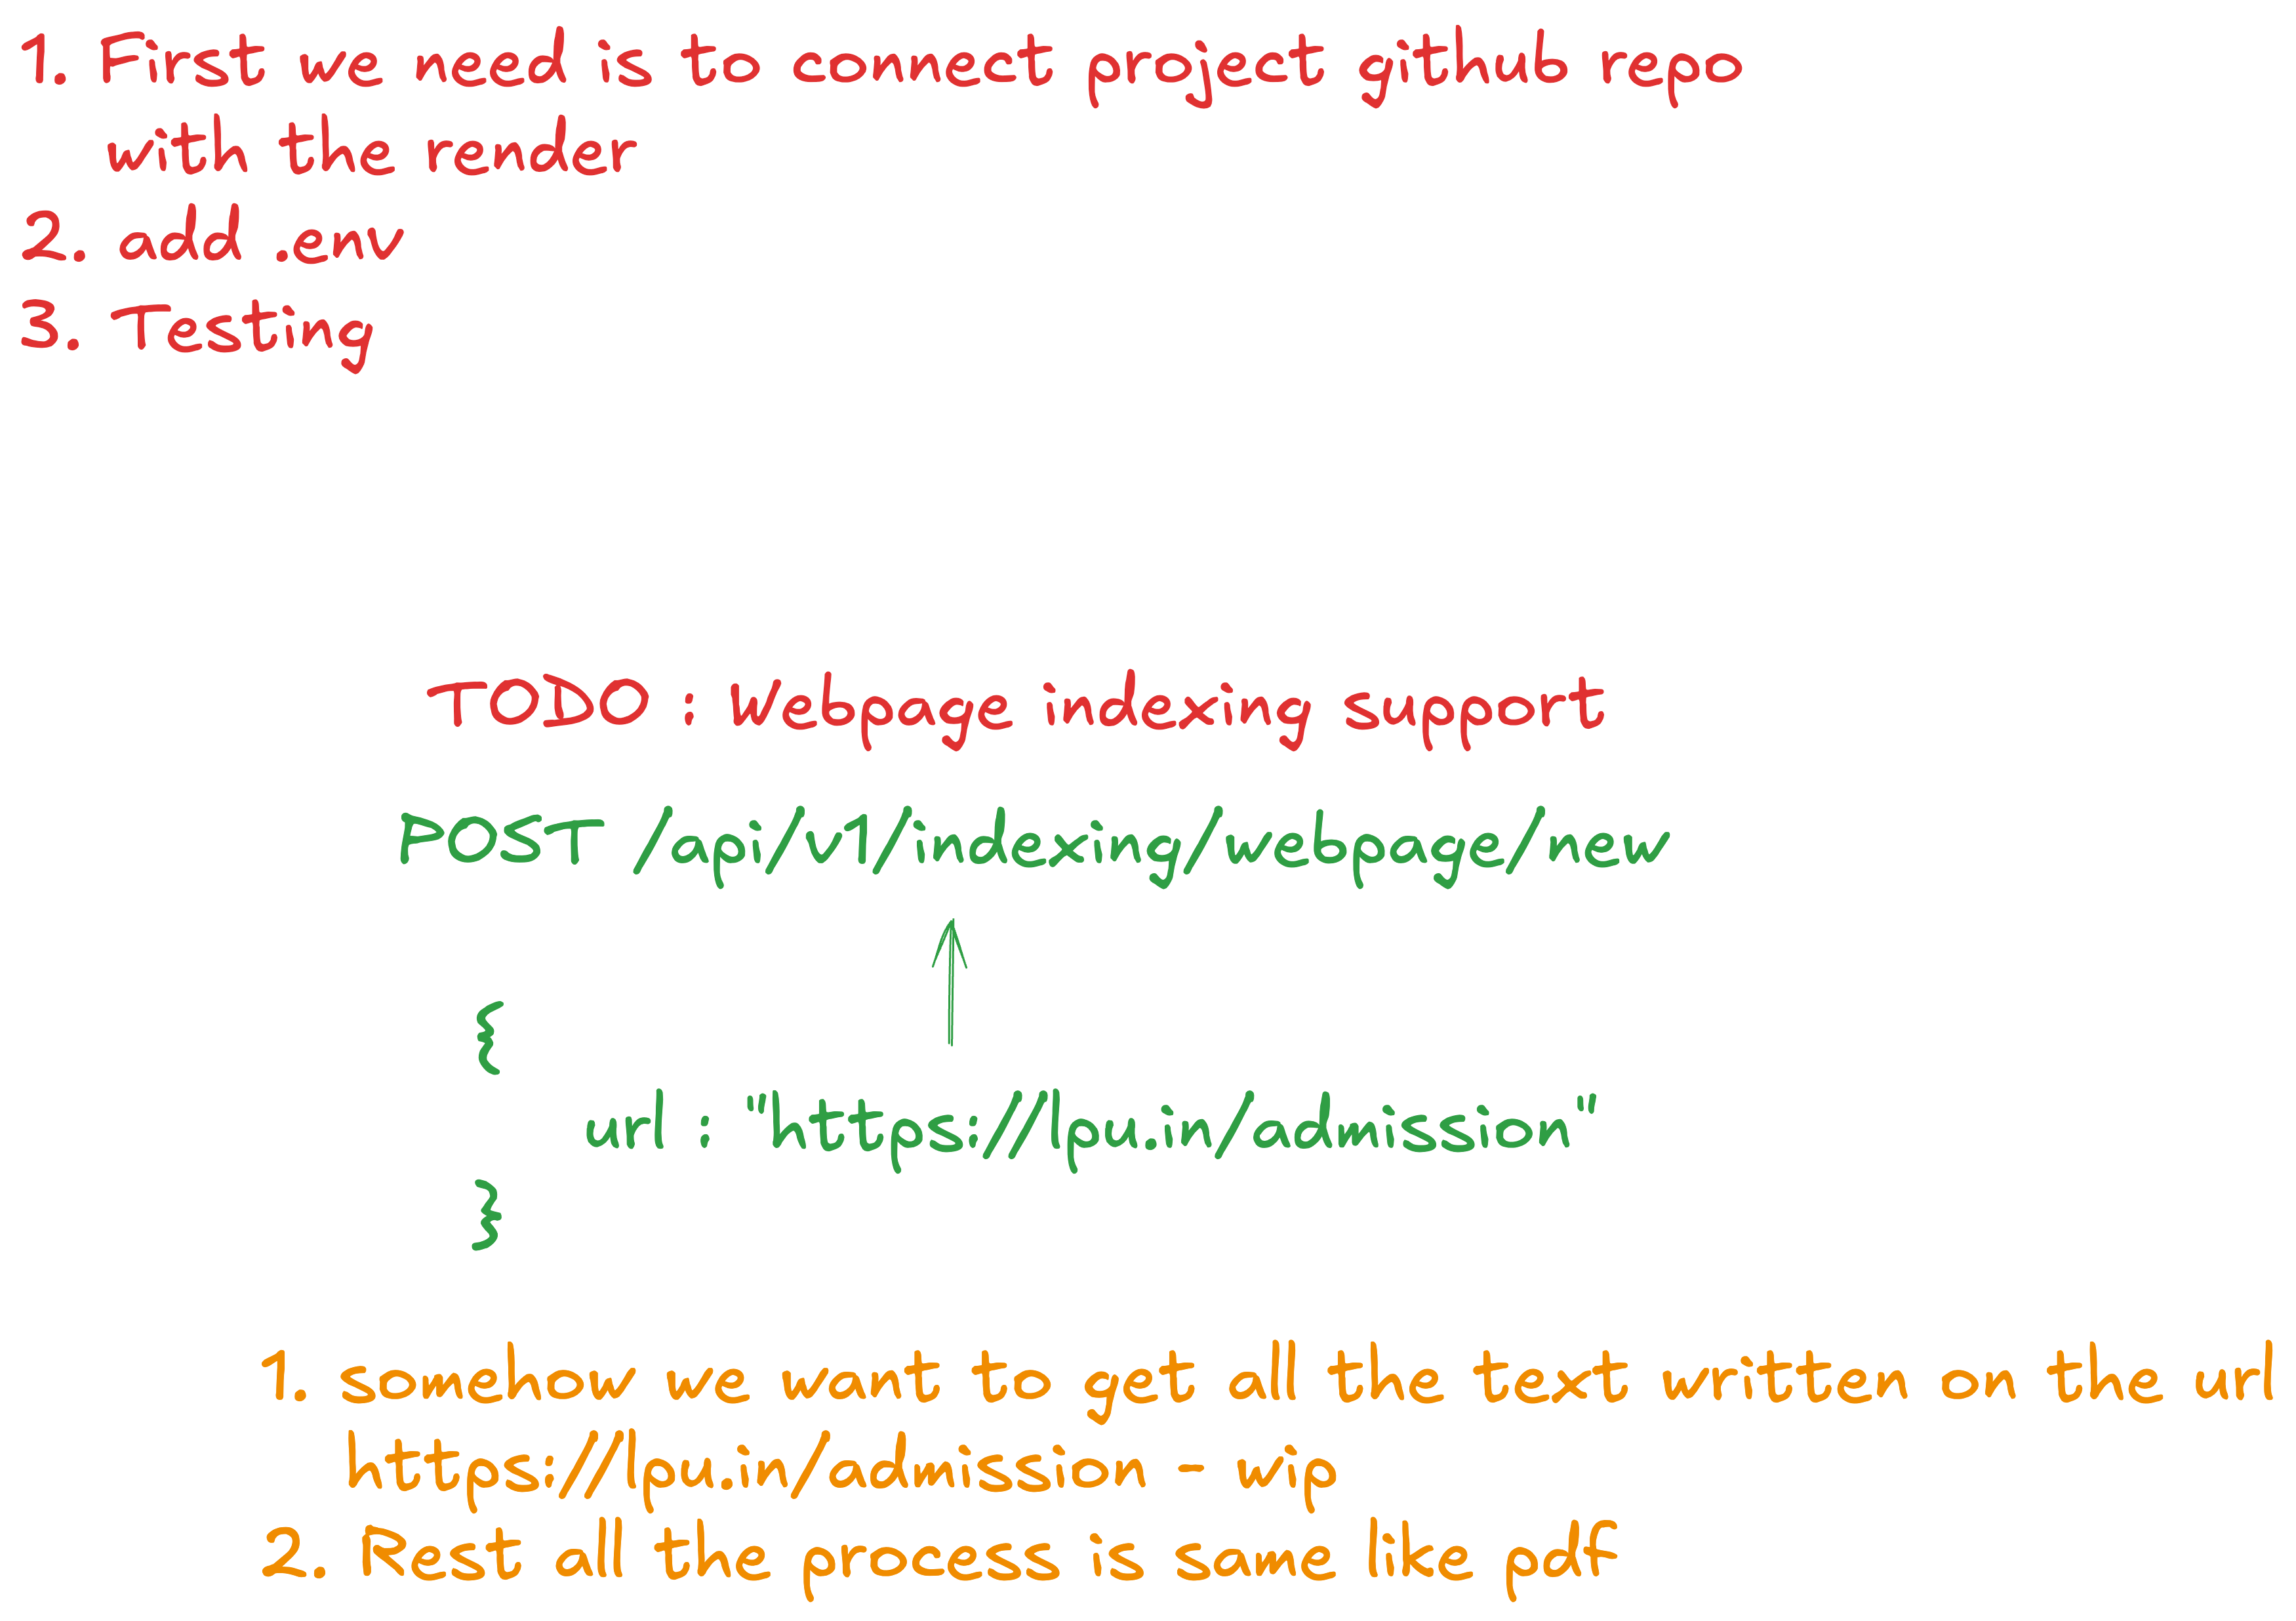 1. First we need is to connect project github repo
with the render
2. add .env
3. Testing
TODO : Webpage indexing support
POST /api/v1/indexing/webpage/new
{
url : "https://lpu.in/admission"
}
1. somehow we want to get all the text written on the url
https://lpu.in/admission - wip
2. Rest all the process is same like pdf